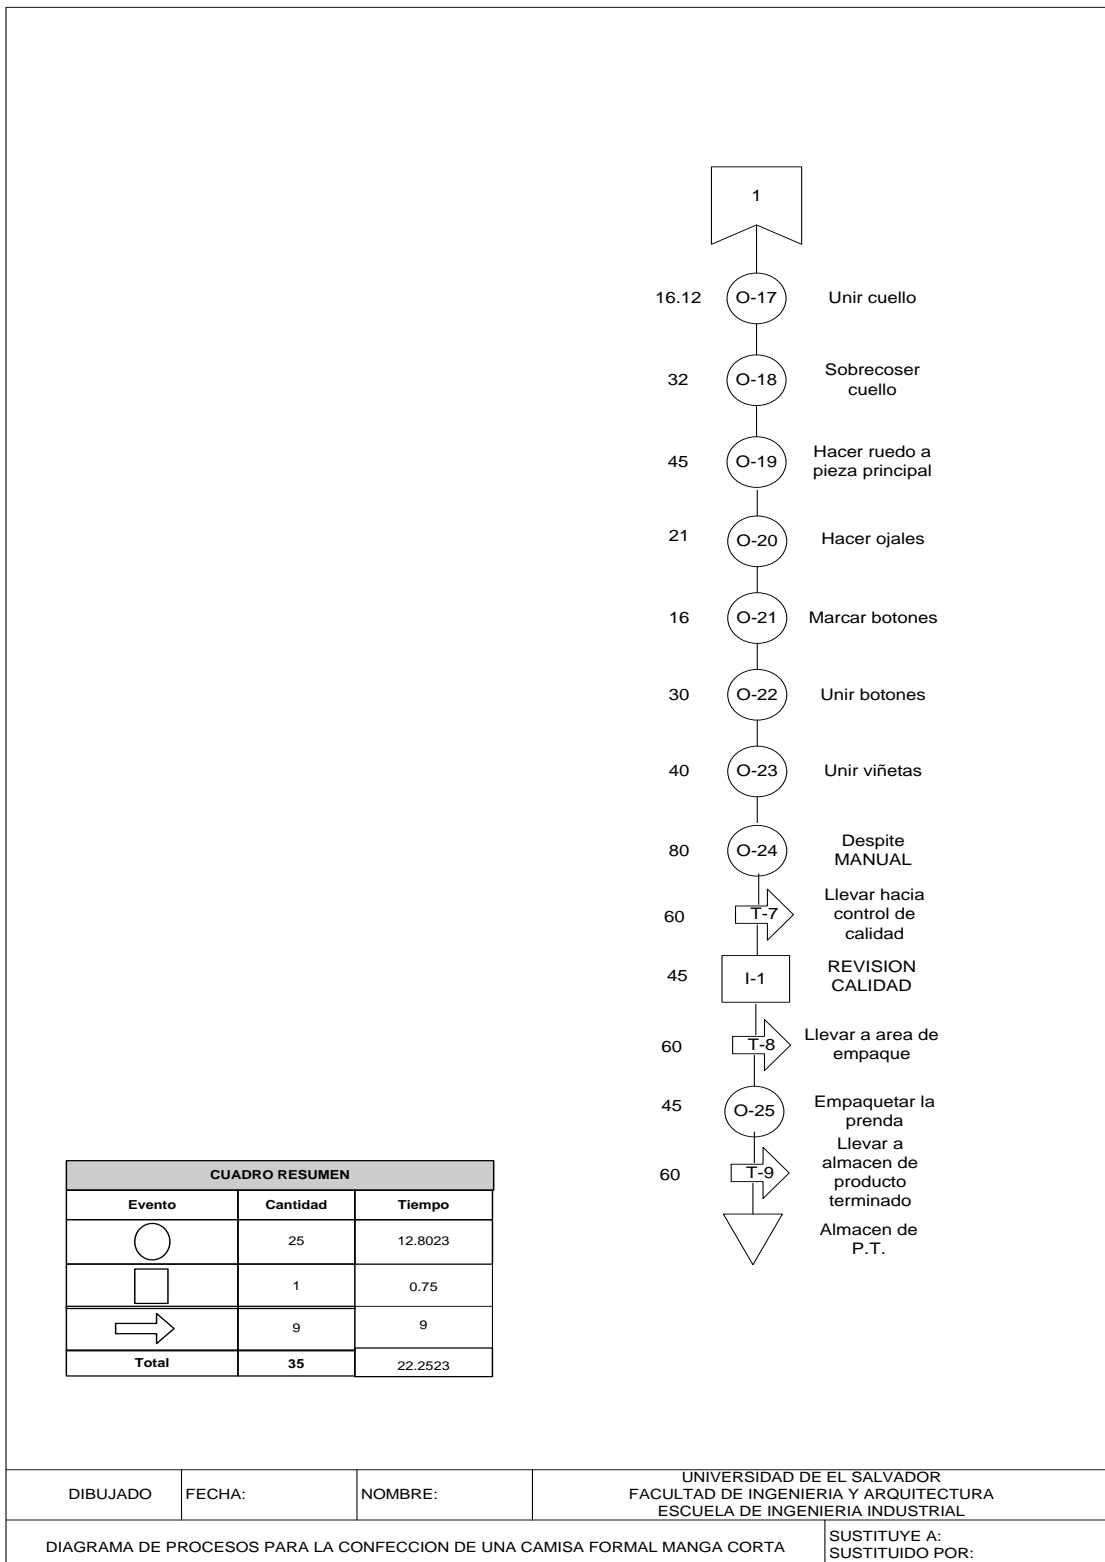 1
16.12 O-17 Unir cuello
32 O-18 Sobrecoser
cuello
45 O-19 Hacer ruedo a
pieza principal
21 O-20 Hacer ojales
16 O-21 Marcar botones
30 O-22 Unir botones
40 O-23 Unir viñetas
80 O-24 Despite
MANUAL
60 T-7 Llevar hacia
control de
calidad
45 I-1 REVISION
CALIDAD
60 T-8 Llevar a area de
empaque
45 O-25 Empaquetar la
prenda
60 T-9 Llevar a
almacen de
producto
terminado
Almacen de
P.T.
CUADRO RESUMEN
Evento Cantidad Tiempo
25 12.8023
1 0.75
9 9
Total 35 22.2523
DIBUJADO FECHA: NOMBRE:
UNIVERSIDAD DE EL SALVADOR
FACULTAD DE INGENIERIA Y ARQUITECTURA
ESCUELA DE INGENIERIA INDUSTRIAL
DIAGRAMA DE PROCESOS PARA LA CONFECCION DE UNA CAMISA FORMAL MANGA CORTA
SUSTITUYE A:
SUSTITUIDO POR: